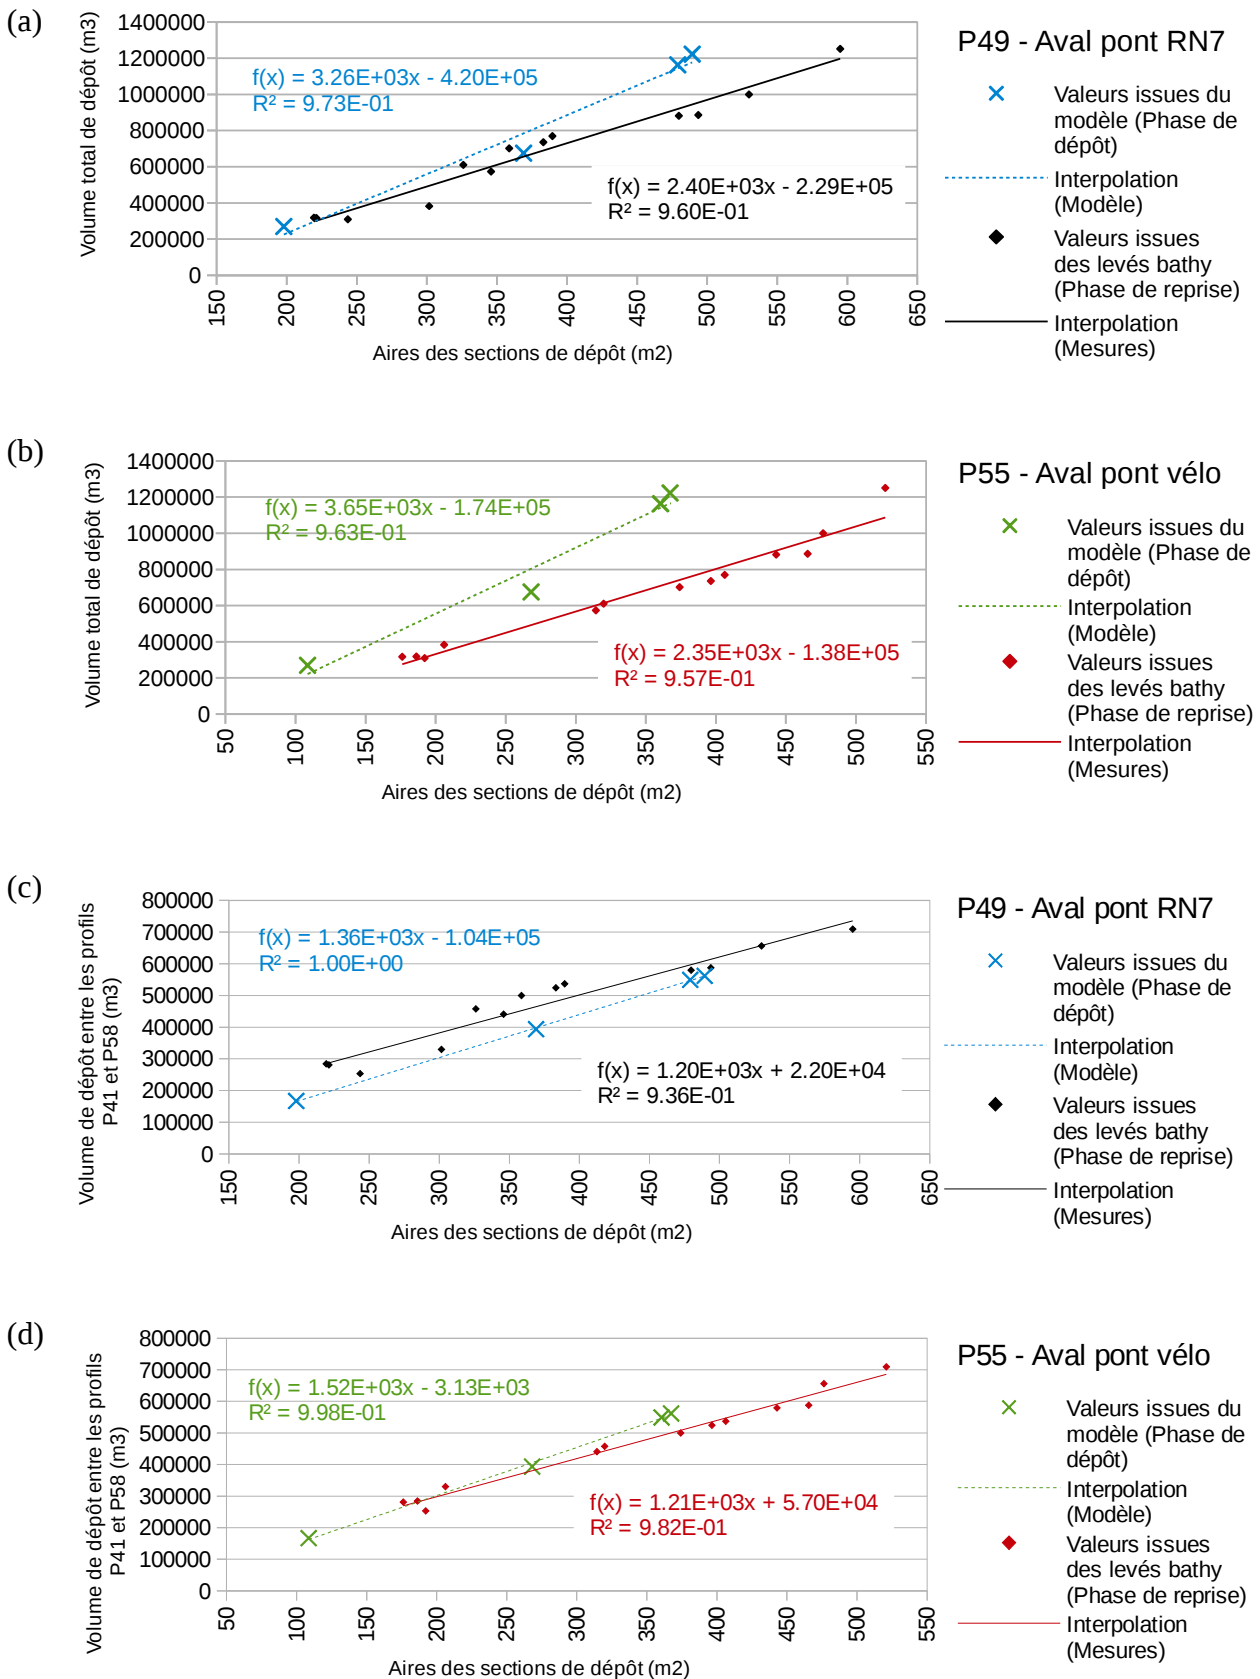 (a)
Volume total de dépôt (m3)
1400000
1200000
1000000
800000
600000
400000
200000
0
f(x) = 3.26E+03x - 4.20E+05
R² = 9.73E-01
f(x) = 2.40E+03x - 2.29E+05
R² = 9.60E-01
150
200
250
300
350
400
450
500
550
600
650
Aires des sections de dépôt (m2)
P49 - Aval pont RN7
Valeurs issues du
modèle (Phase de
dépôt)
Interpolation
(Modèle)
Valeurs issues
des levés bathy
(Phase de reprise)
Interpolation
(Mesures)
(b)
Volume total de dépôt (m3)
1400000
1200000
1000000
800000
600000
400000
200000
0
f(x) = 3.65E+03x - 1.74E+05
R² = 9.63E-01
f(x) = 2.35E+03x - 1.38E+05
R² = 9.57E-01
50
100
150
200
250
300
350
400
450
500
550
Aires des sections de dépôt (m2)
P55 - Aval pont vélo
Valeurs issues du
modèle (Phase de
dépôt)
Interpolation
(Modèle)
Valeurs issues
des levés bathy
(Phase de reprise)
Interpolation
(Mesures)
(c)
Volume de dépôt entre les profils
P41 et P58 (m3)
800000
700000
600000
500000
400000
300000
200000
100000
0
f(x) = 1.36E+03x - 1.04E+05
R² = 1.00E+00
f(x) = 1.20E+03x + 2.20E+04
R² = 9.36E-01
150
200
250
300
350
400
450
500
550
600
650
Aires des sections de dépôt (m2)
P49 - Aval pont RN7
Valeurs issues du
modèle (Phase de
dépôt)
Interpolation
(Modèle)
Valeurs issues
des levés bathy
(Phase de reprise)
Interpolation
(Mesures)
(d)
Volume de dépôt entre les profils
P41 et P58 (m3)
800000
700000
600000
500000
400000
300000
200000
100000
0
f(x) = 1.52E+03x - 3.13E+03
R² = 9.98E-01
f(x) = 1.21E+03x + 5.70E+04
R² = 9.82E-01
50
100
150
200
250
300
350
400
450
500
550
Aires des sections de dépôt (m2)
P55 - Aval pont vélo
Valeurs issues du
modèle (Phase de
dépôt)
Interpolation
(Modèle)
Valeurs issues
des levés bathy
(Phase de reprise)
Interpolation
(Mesures)